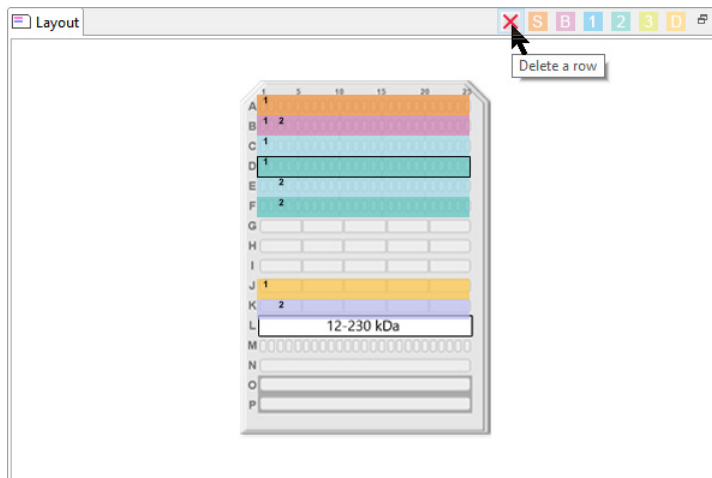 Layout
S B 1 2 3 D
Delete a row
1 5 10 15 20 25
A 1
B 1 2
C 1
D 1
E 2
F 2
G
H
I
J 1
K 2
L 12-230 kDa
M
N
O
P